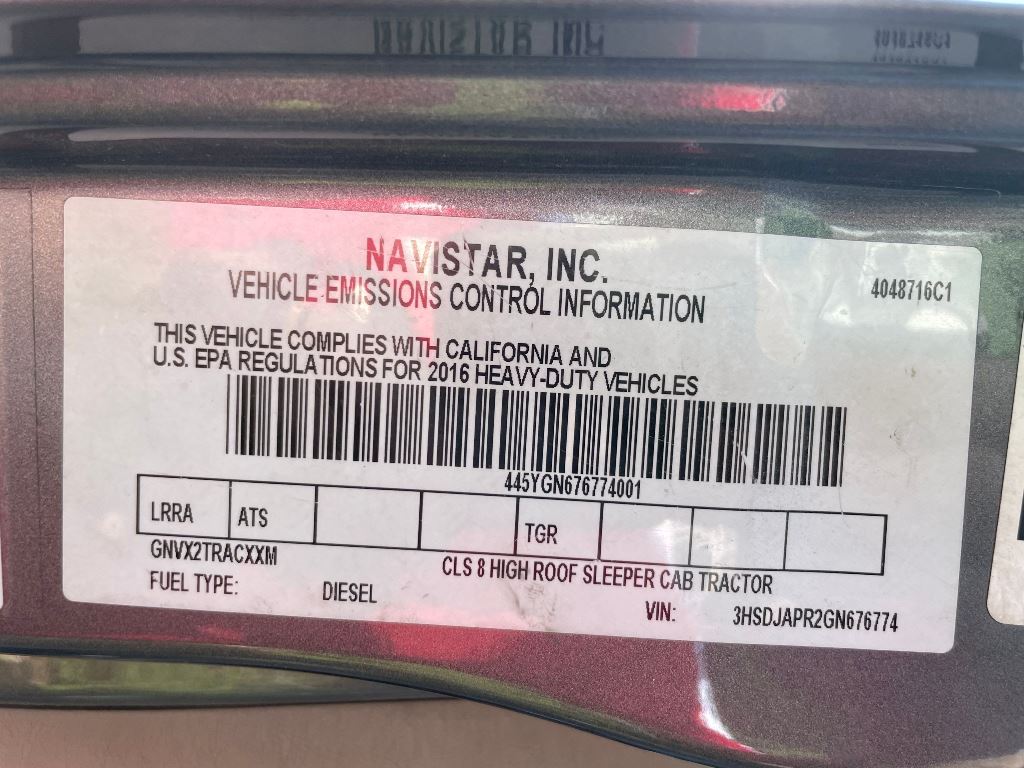 NAVISTAR, INC.
VEHICLE EMISSIONS CONTROL INFORMATION
4048716C1
THIS VEHICLE COMPLIES WITH CALIFORNIA AND
U.S. EPA REGULATIONS FOR 2016 HEAVY-DUTY VEHICLES
445YGN676774001
LRRA ATS TGR
GNVX2TRACXXM
CLS 8 HIGH ROOF SLEEPER CAB TRACTOR
FUEL TYPE: DIESEL
VIN: 3HSDJAPR2GN676774